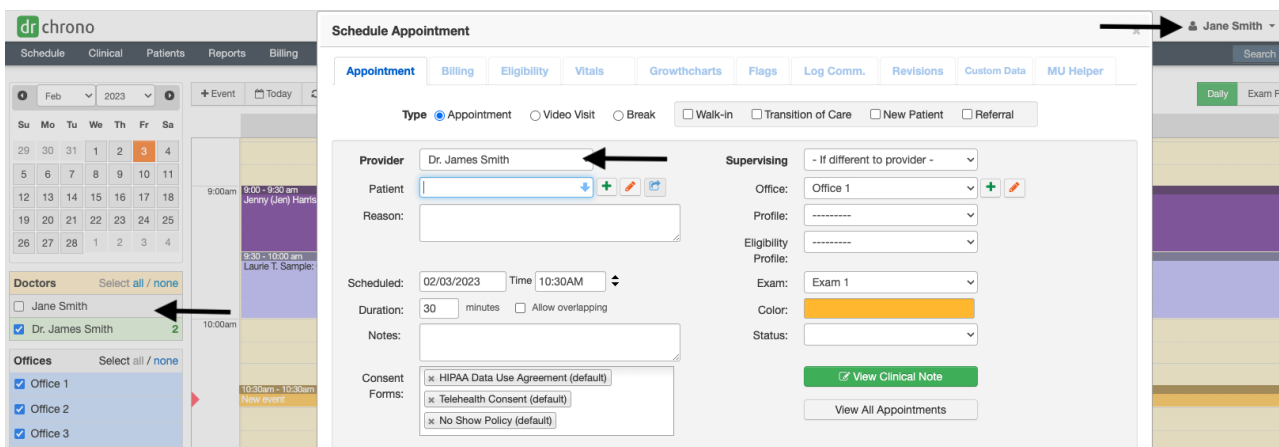 dr chrono
Jane Smith
Schedule Clinical Patients Reports Billing
Search
Feb 2023
Su Mo Tu We Th Fr Sa
29 30 31 1 2 3 4
5 6 7 8 9 10 11
12 13 14 15 16 17 18
19 20 21 22 23 24 25
26 27 28 1 2 3 4
Doctors Select all / none
Jane Smith
Dr. James Smith 2
Offices Select all / none
Office 1
Office 2
Office 3
+ Event Today
Daily
9:00am
9:00 - 9:30 am
Jenny (Jen) Harris
9:30 - 10:00 am
Laurie T. Sample:
10:00am
10:30am - 10:30am
New event
Schedule Appointment
×
Appointment Billing Eligibility Vitals Growthcharts Flags Log Comm. Revisions Custom Data MU Helper
Type Appointment Video Visit Break Walk-in Transition of Care New Patient Referral
Provider Dr. James Smith Supervising - If different to provider -
Patient Office: Office 1
Reason: Profile: ---------
Eligibility Profile: ---------
Scheduled: 02/03/2023 Time 10:30AM Exam: Exam 1
Duration: 30 minutes Allow overlapping Color:
Notes: Status:
Consent Forms:
× HIPAA Data Use Agreement (default)
× Telehealth Consent (default)
× No Show Policy (default)
View Clinical Note
View All Appointments